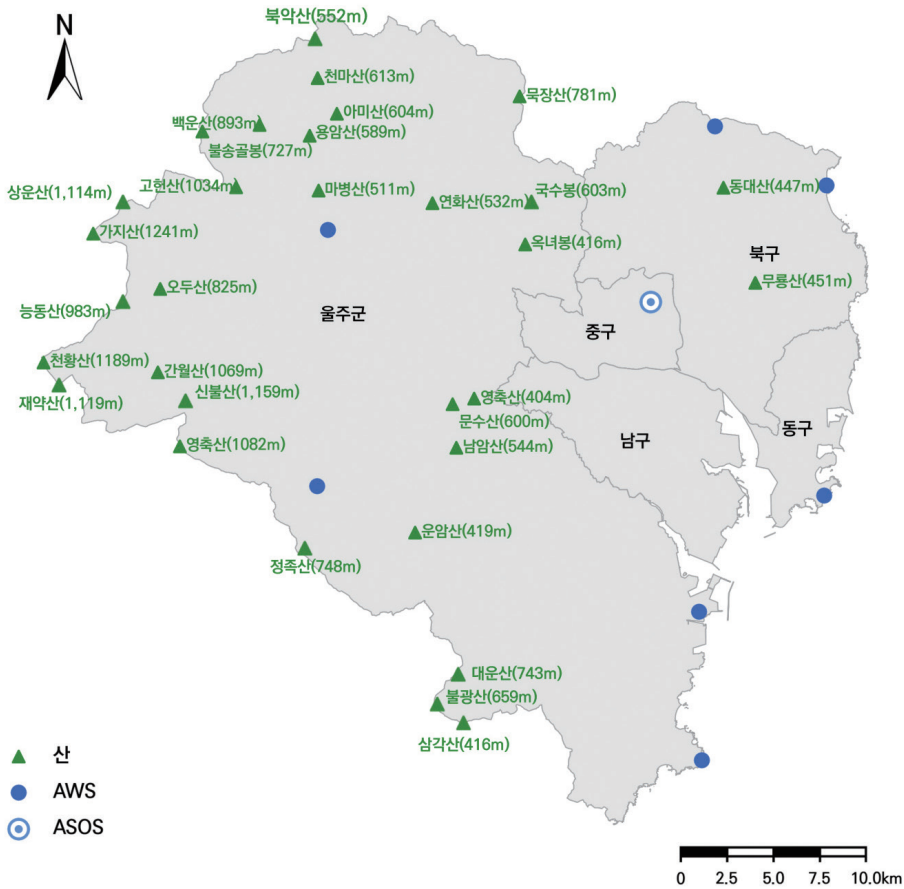 N
북악산(552m)
천마산(613m)
묵장산(781m)
아미산(604m)
백운산(893m)
용암산(589m)
불송골봉(727m)
고헌산(1034m)
상운산(1,114m)
마병산(511m)
연화산(532m)
국수봉(603m)
동대산(447m)
가지산(1241m)
옥녀봉(416m)
북구
무룡산(451m)
오두산(825m)
능동산(983m)
울주군
중구
천황산(1189m)
간월산(1069m)
재약산(1,119m)
신불산(1,159m)
영축산(404m)
문수산(600m)
동구
남구
영축산(1082m)
남암산(544m)
운암산(419m)
정족산(748m)
대운산(743m)
불광산(659m)
삼각산(416m)
산
AWS
ASOS
0 2.5 5.0 7.5 10.0km